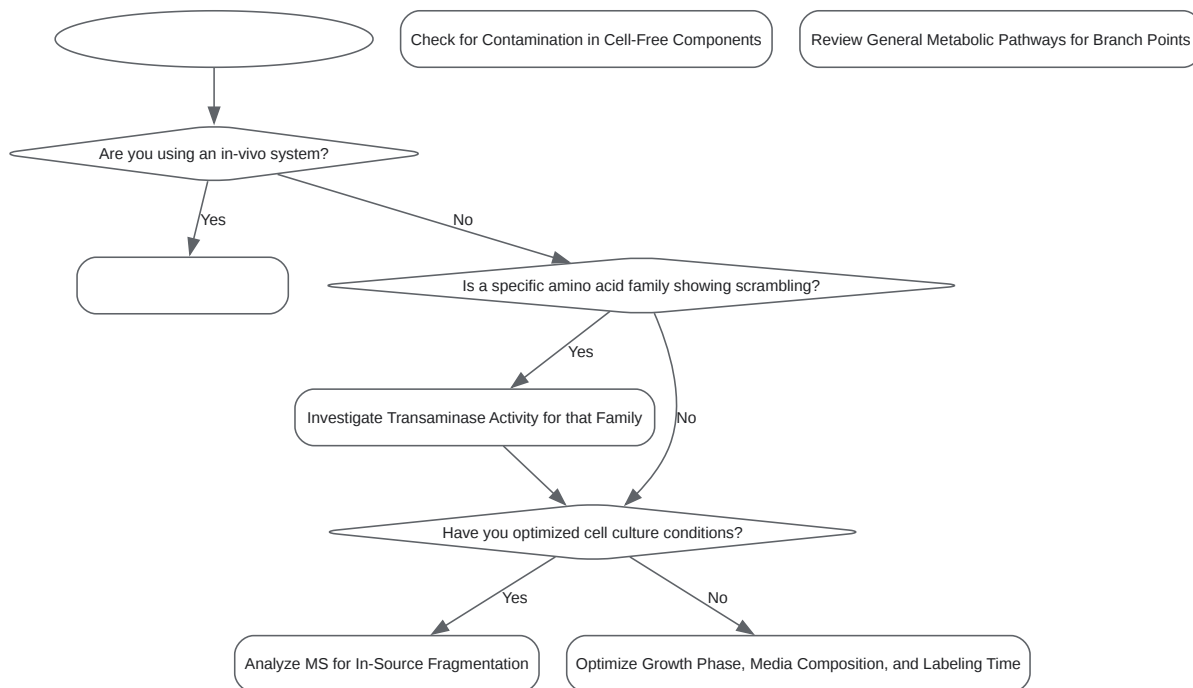 Check for Contamination in Cell-Free Components
Review General Metabolic Pathways for Branch Points
Are you using an in-vivo system?
Yes
No
Is a specific amino acid family showing scrambling?
Yes
Investigate Transaminase Activity for that Family
No
Have you optimized cell culture conditions?
Yes
No
Analyze MS for In-Source Fragmentation
Optimize Growth Phase, Media Composition, and Labeling Time